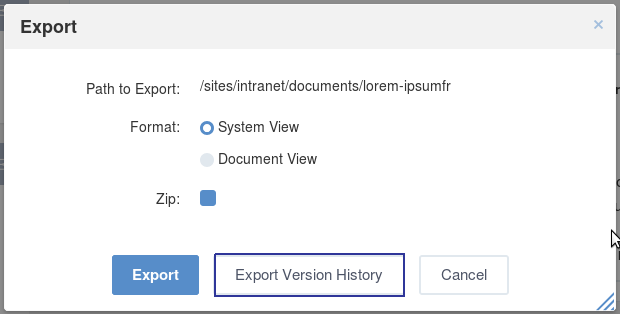 Export
×
Path to Export: /sites/intranet/documents/lorem-ipsumfr
Format: System View
Document View
Zip:
Export Export Version History Cancel